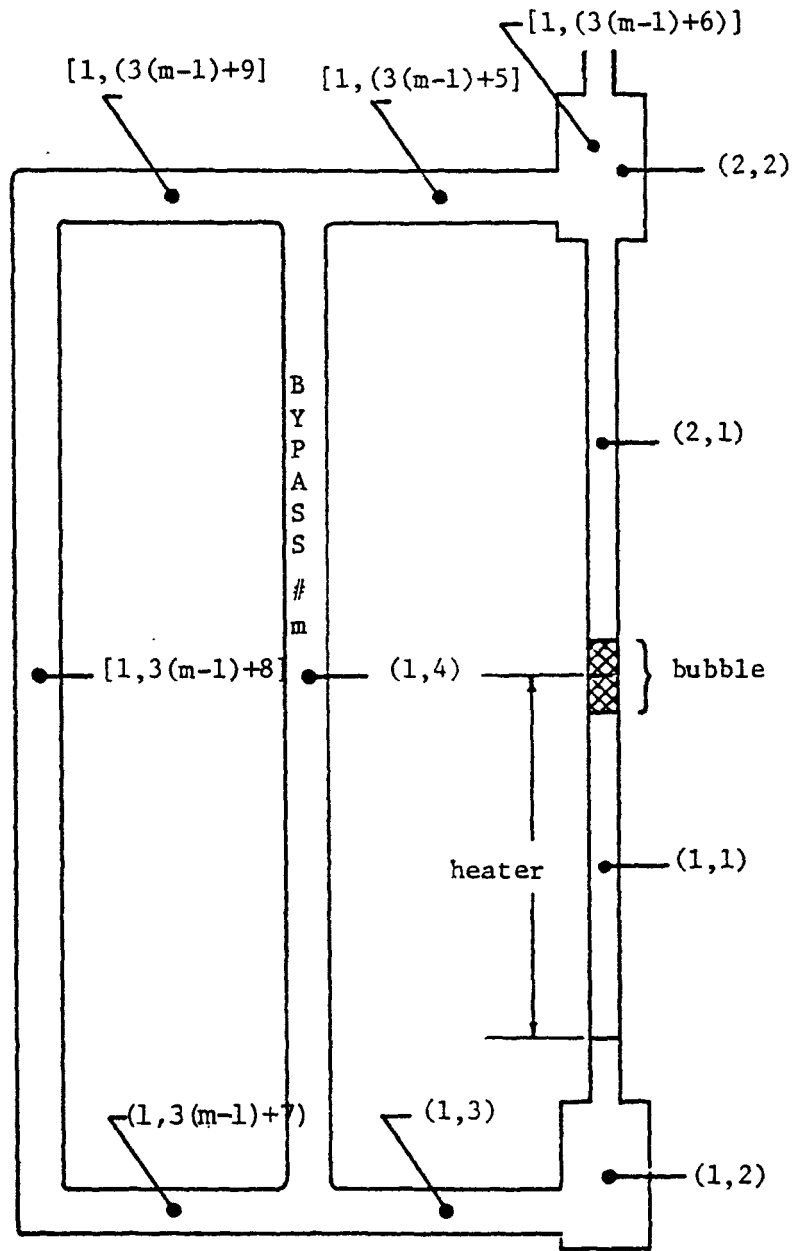 [1,(3(m-1)+6)]
[1,(3(m-1)+9]
[1,(3(m-1)+5]
(2,2)
B
Y
P
A
S
S
#
m
(2,1)
[1,3(m-1)+8]
(1,4)
bubble
heater
(1,1)
(1,3(m-1)+7)
(1,3)
(1,2)